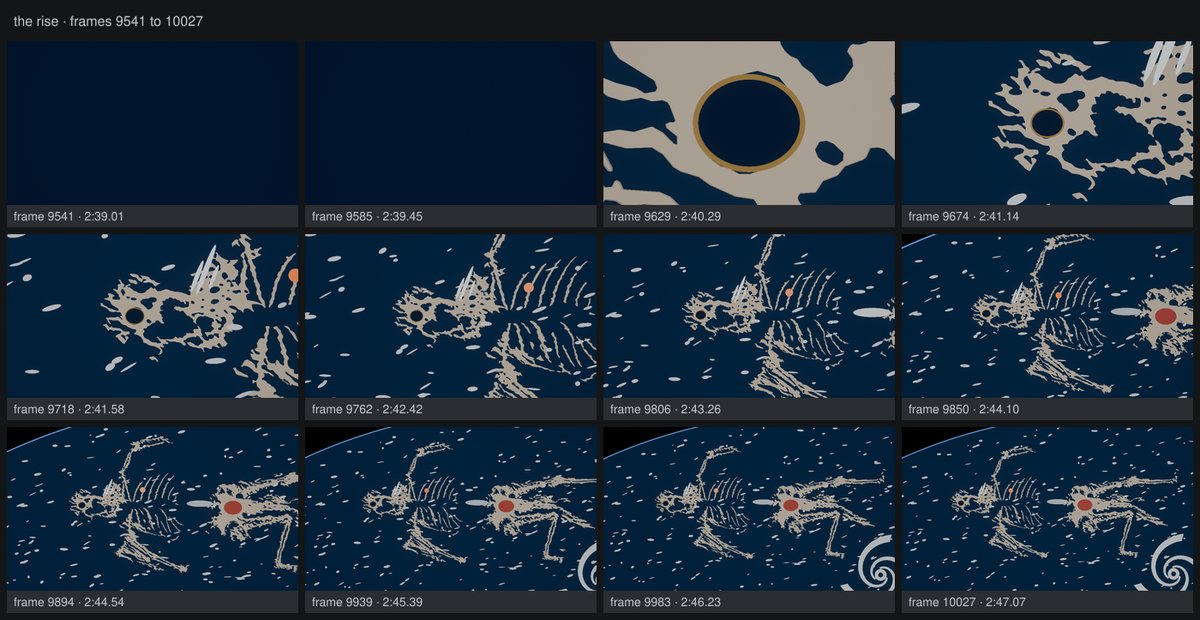 the rise · frames 9541 to 10027
frame 9541 · 2:39.01
frame 9585 · 2:39.45
frame 9629 · 2:40.29
frame 9674 · 2:41.14
frame 9718 · 2:41.58
frame 9762 · 2:42.42
frame 9806 · 2:43.26
frame 9850 · 2:44.10
frame 9894 · 2:44.54
frame 9939 · 2:45.39
frame 9983 · 2:46.23
frame 10027 · 2:47.07